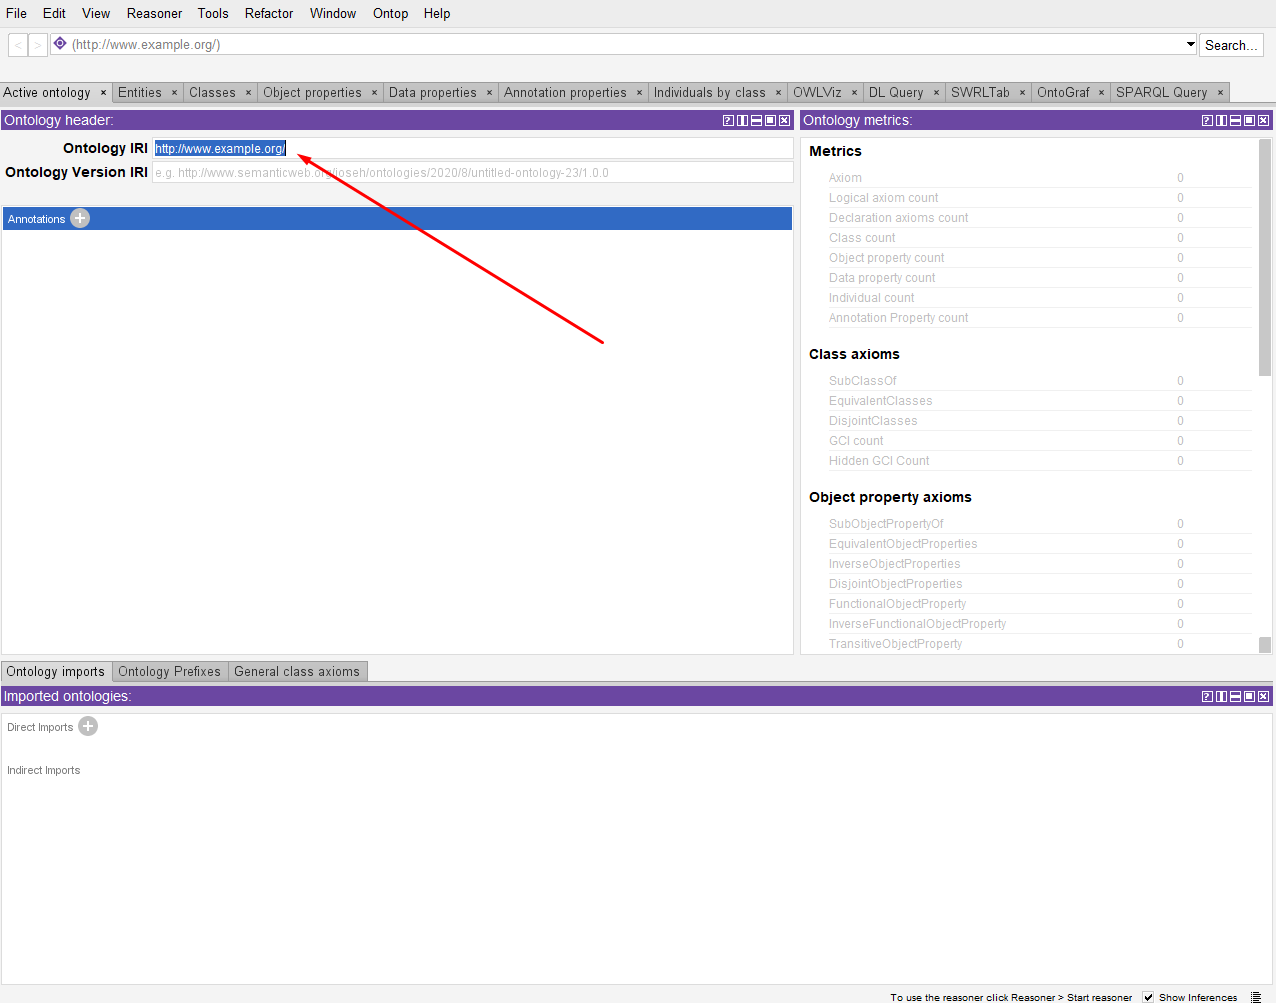 File Edit View Reasoner Tools Refactor Window Ontop Help
< > (http://www.example.org/) Search...
Active ontology × Entities × Classes × Object properties × Data properties × Annotation properties × Individuals by class × OWLViz × DL Query × SWRLTab × OntoGraf × SPARQL Query ×
Ontology header:
Ontology IRI http://www.example.org/
Ontology Version IRI e.g. http://www.semanticweb.org/joseh/ontologies/2020/8/untitled-ontology-23/1.0.0
Annotations
Ontology metrics:
Metrics
Axiom 0
Logical axiom count 0
Declaration axioms count 0
Class count 0
Object property count 0
Data property count 0
Individual count 0
Annotation Property count 0
Class axioms
SubClassOf 0
EquivalentClasses 0
DisjointClasses 0
GCI count 0
Hidden GCI Count 0
Object property axioms
SubObjectPropertyOf 0
EquivalentObjectProperties 0
InverseObjectProperties 0
DisjointObjectProperties 0
FunctionalObjectProperty 0
InverseFunctionalObjectProperty 0
TransitiveObjectProperty 0
Ontology imports Ontology Prefixes General class axioms
Imported ontologies:
Direct Imports
Indirect Imports
To use the reasoner click Reasoner > Start reasoner Show Inferences